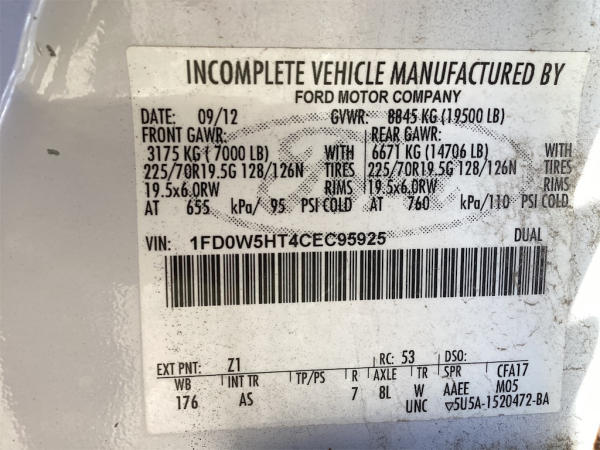 INCOMPLETE VEHICLE MANUFACTURED BY
FORD MOTOR COMPANY
DATE: 09/12 GVWR: 8845 KG (19500 LB)
FRONT GAWR: REAR GAWR:
3175 KG (7000 LB) WITH 6671 KG (14706 LB) WITH
225/70R19.5G 128/126N TIRES 225/70R19.5G 128/126N TIRES
19.5x6.0RW RIMS 19.5x6.0RW RIMS
AT 655 kPa/ 95 PSI COLD AT 760 kPa/110 PSI COLD
VIN: 1FD0W5HT4CEC95925 DUAL
EXT PNT: Z1 RC: 53 DSO:
WB INT TR TP/PS R AXLE TR SPR CFA17
176 AS 7 8L W AAEE M05
UNC ▽5U5A-1520472-BA